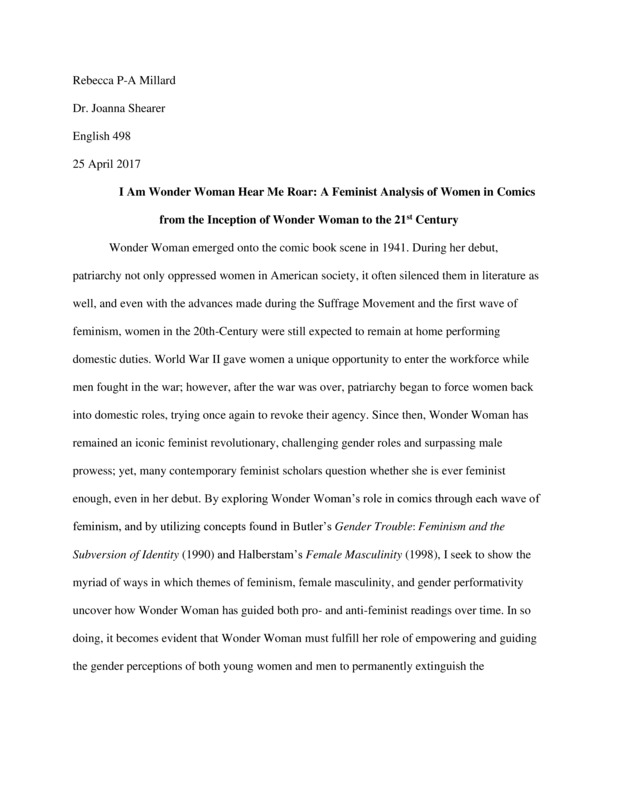 Rebecca P-A Millard
Dr. Joanna Shearer
English 498
25 April 2017
I Am Wonder Woman Hear Me Roar: A Feminist Analysis of Women in Comics
from the Inception of Wonder Woman to the 21st Century
Wonder Woman emerged onto the comic book scene in 1941. During her debut,
patriarchy not only oppressed women in American society, it often silenced them in literature as
well, and even with the advances made during the Suffrage Movement and the first wave of
feminism, women in the 20th-Century were still expected to remain at home performing
domestic duties. World War II gave women a unique opportunity to enter the workforce while
men fought in the war; however, after the war was over, patriarchy began to force women back
into domestic roles, trying once again to revoke their agency. Since then, Wonder Woman has
remained an iconic feminist revolutionary, challenging gender roles and surpassing male
prowess; yet, many contemporary feminist scholars question whether she is ever feminist
enough, even in her debut. By exploring Wonder Woman’s role in comics through each wave of
feminism, and by utilizing concepts found in Butler’s Gender Trouble: Feminism and the
Subversion of Identity (1990) and Halberstam’s Female Masculinity (1998), I seek to show the
myriad of ways in which themes of feminism, female masculinity, and gender performativity
uncover how Wonder Woman has guided both pro- and anti-feminist readings over time. In so
doing, it becomes evident that Wonder Woman must fulfill her role of empowering and guiding
the gender perceptions of both young women and men to permanently extinguish the